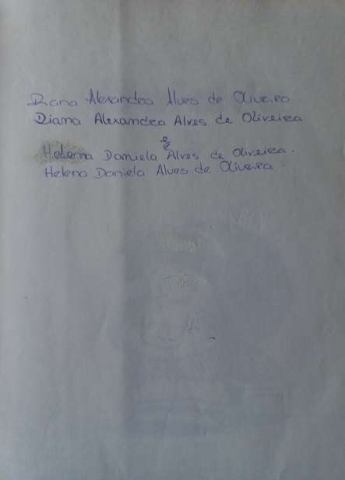 Diana Alexandra Alves de Oliveira
Diana Alexandra Alves de Oliveira
&
Helena Daniela Alves de Oliveira.
Helena Daniela Alves de Oliveira.